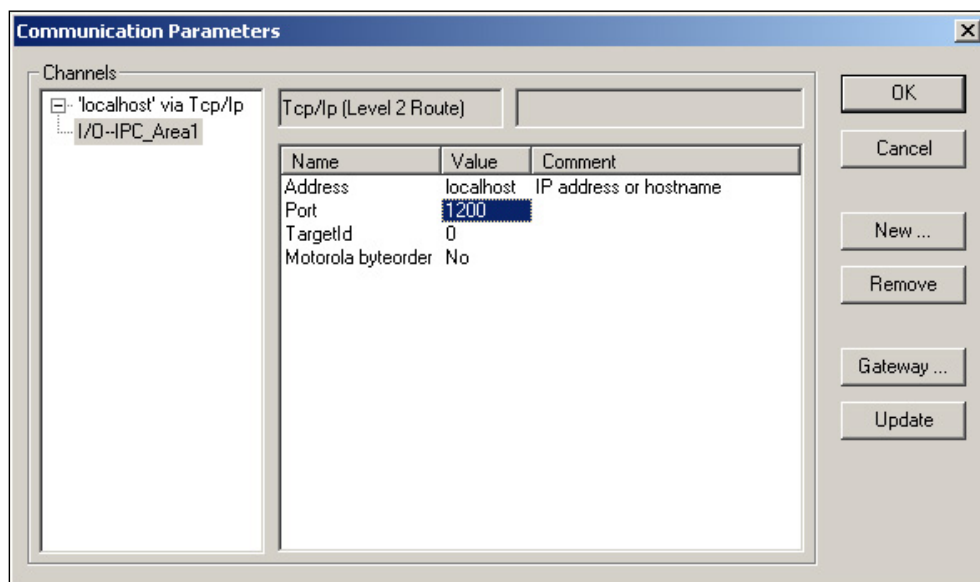 Communication Parameters
Channels
'localhost' via Tcp/Ip
I/O--IPC_Area1
Tcp/Ip (Level 2 Route)
Name Value Comment
Address localhost IP address or hostname
Port 1200
TargetId 0
Motorola byteorder No
OK
Cancel
New ...
Remove
Gateway ...
Update